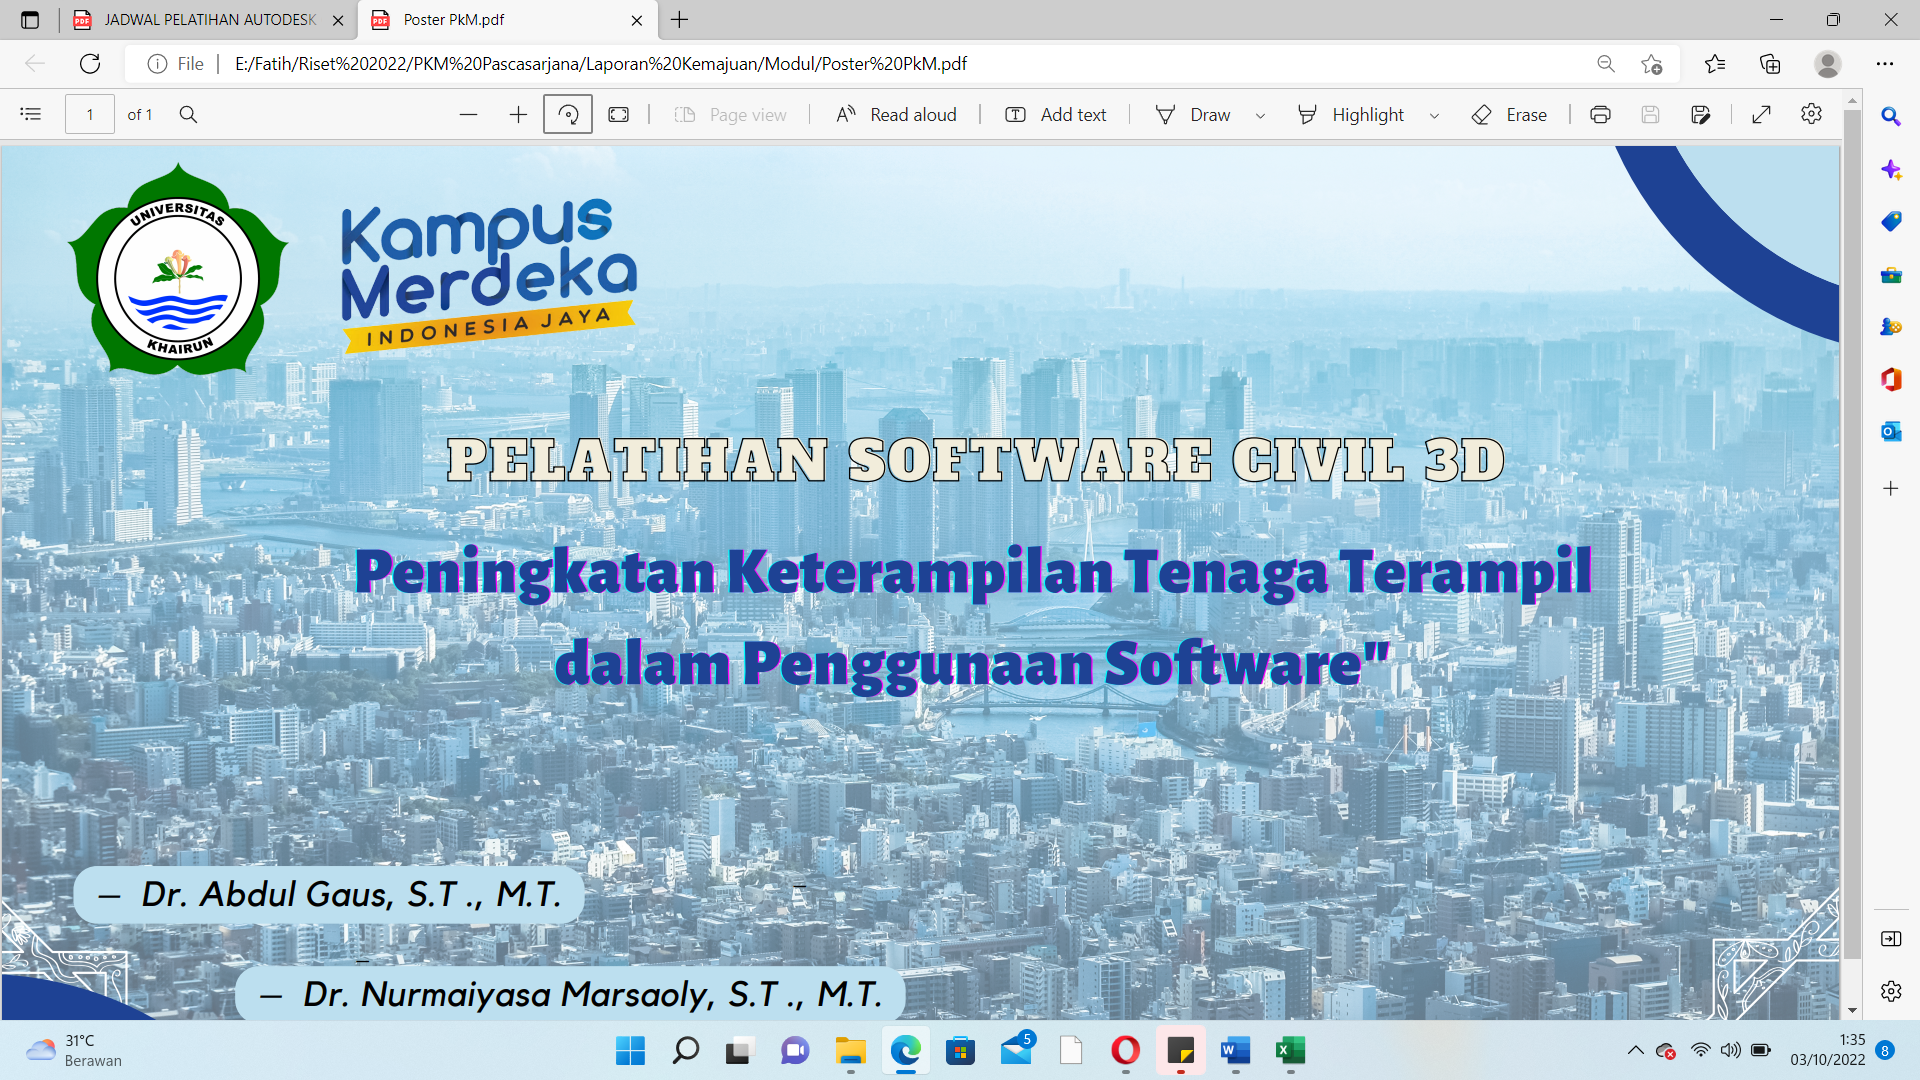 JADWAL PELATIHAN AUTODESK
Poster PkM.pdf
File
E:/Fatih/Riset%202022/PKM%20Pascasarjana/Laporan%20Kemajuan/Modul/Poster%20PkM.pdf
1 of 1
Page view
Read aloud
Add text
Draw
Highlight
Erase
UNIVERSITAS
KHAIRUN
Kampus
Merdeka
INDONESIA JAYA
PELATIHAN SOFTWARE CIVIL 3D
Peningkatan Keterampilan Tenaga Terampil
dalam Penggunaan Software"
– Dr. Abdul Gaus, S.T ., M.T.
– Dr. Nurmaiyasa Marsaoly, S.T ., M.T.
31°C
Berawan
5
1:35
03/10/2022
8